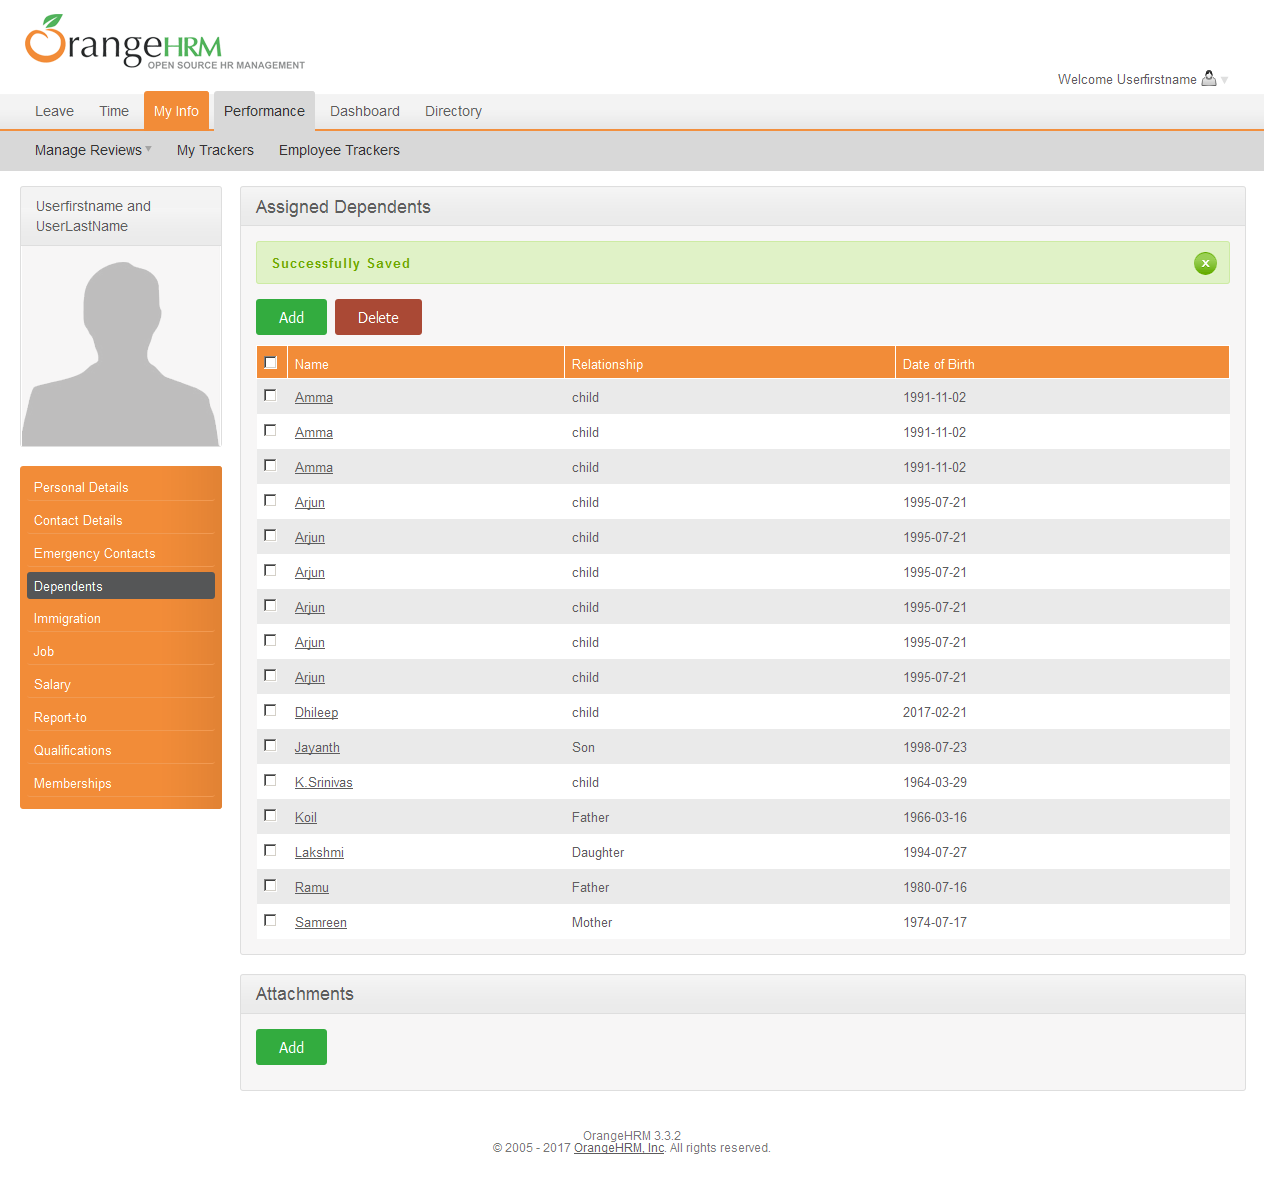 OrangeHRM
OPEN SOURCE HR MANAGEMENT
Welcome Userfirstname
Leave Time My Info Performance Dashboard Directory
Manage Reviews My Trackers Employee Trackers
Userfirstname and
UserLastName
Personal Details
Contact Details
Emergency Contacts
Dependents
Immigration
Job
Salary
Report-to
Qualifications
Memberships
Assigned Dependents
Successfully Saved x
Add Delete
Name Relationship Date of Birth
Amma child 1991-11-02
Amma child 1991-11-02
Amma child 1991-11-02
Arjun child 1995-07-21
Arjun child 1995-07-21
Arjun child 1995-07-21
Arjun child 1995-07-21
Arjun child 1995-07-21
Arjun child 1995-07-21
Dhileep child 2017-02-21
Jayanth Son 1998-07-23
K.Srinivas child 1964-03-29
Koil Father 1966-03-16
Lakshmi Daughter 1994-07-27
Ramu Father 1980-07-16
Samreen Mother 1974-07-17
Attachments
Add
OrangeHRM 3.3.2
© 2005 - 2017 OrangeHRM, Inc. All rights reserved.